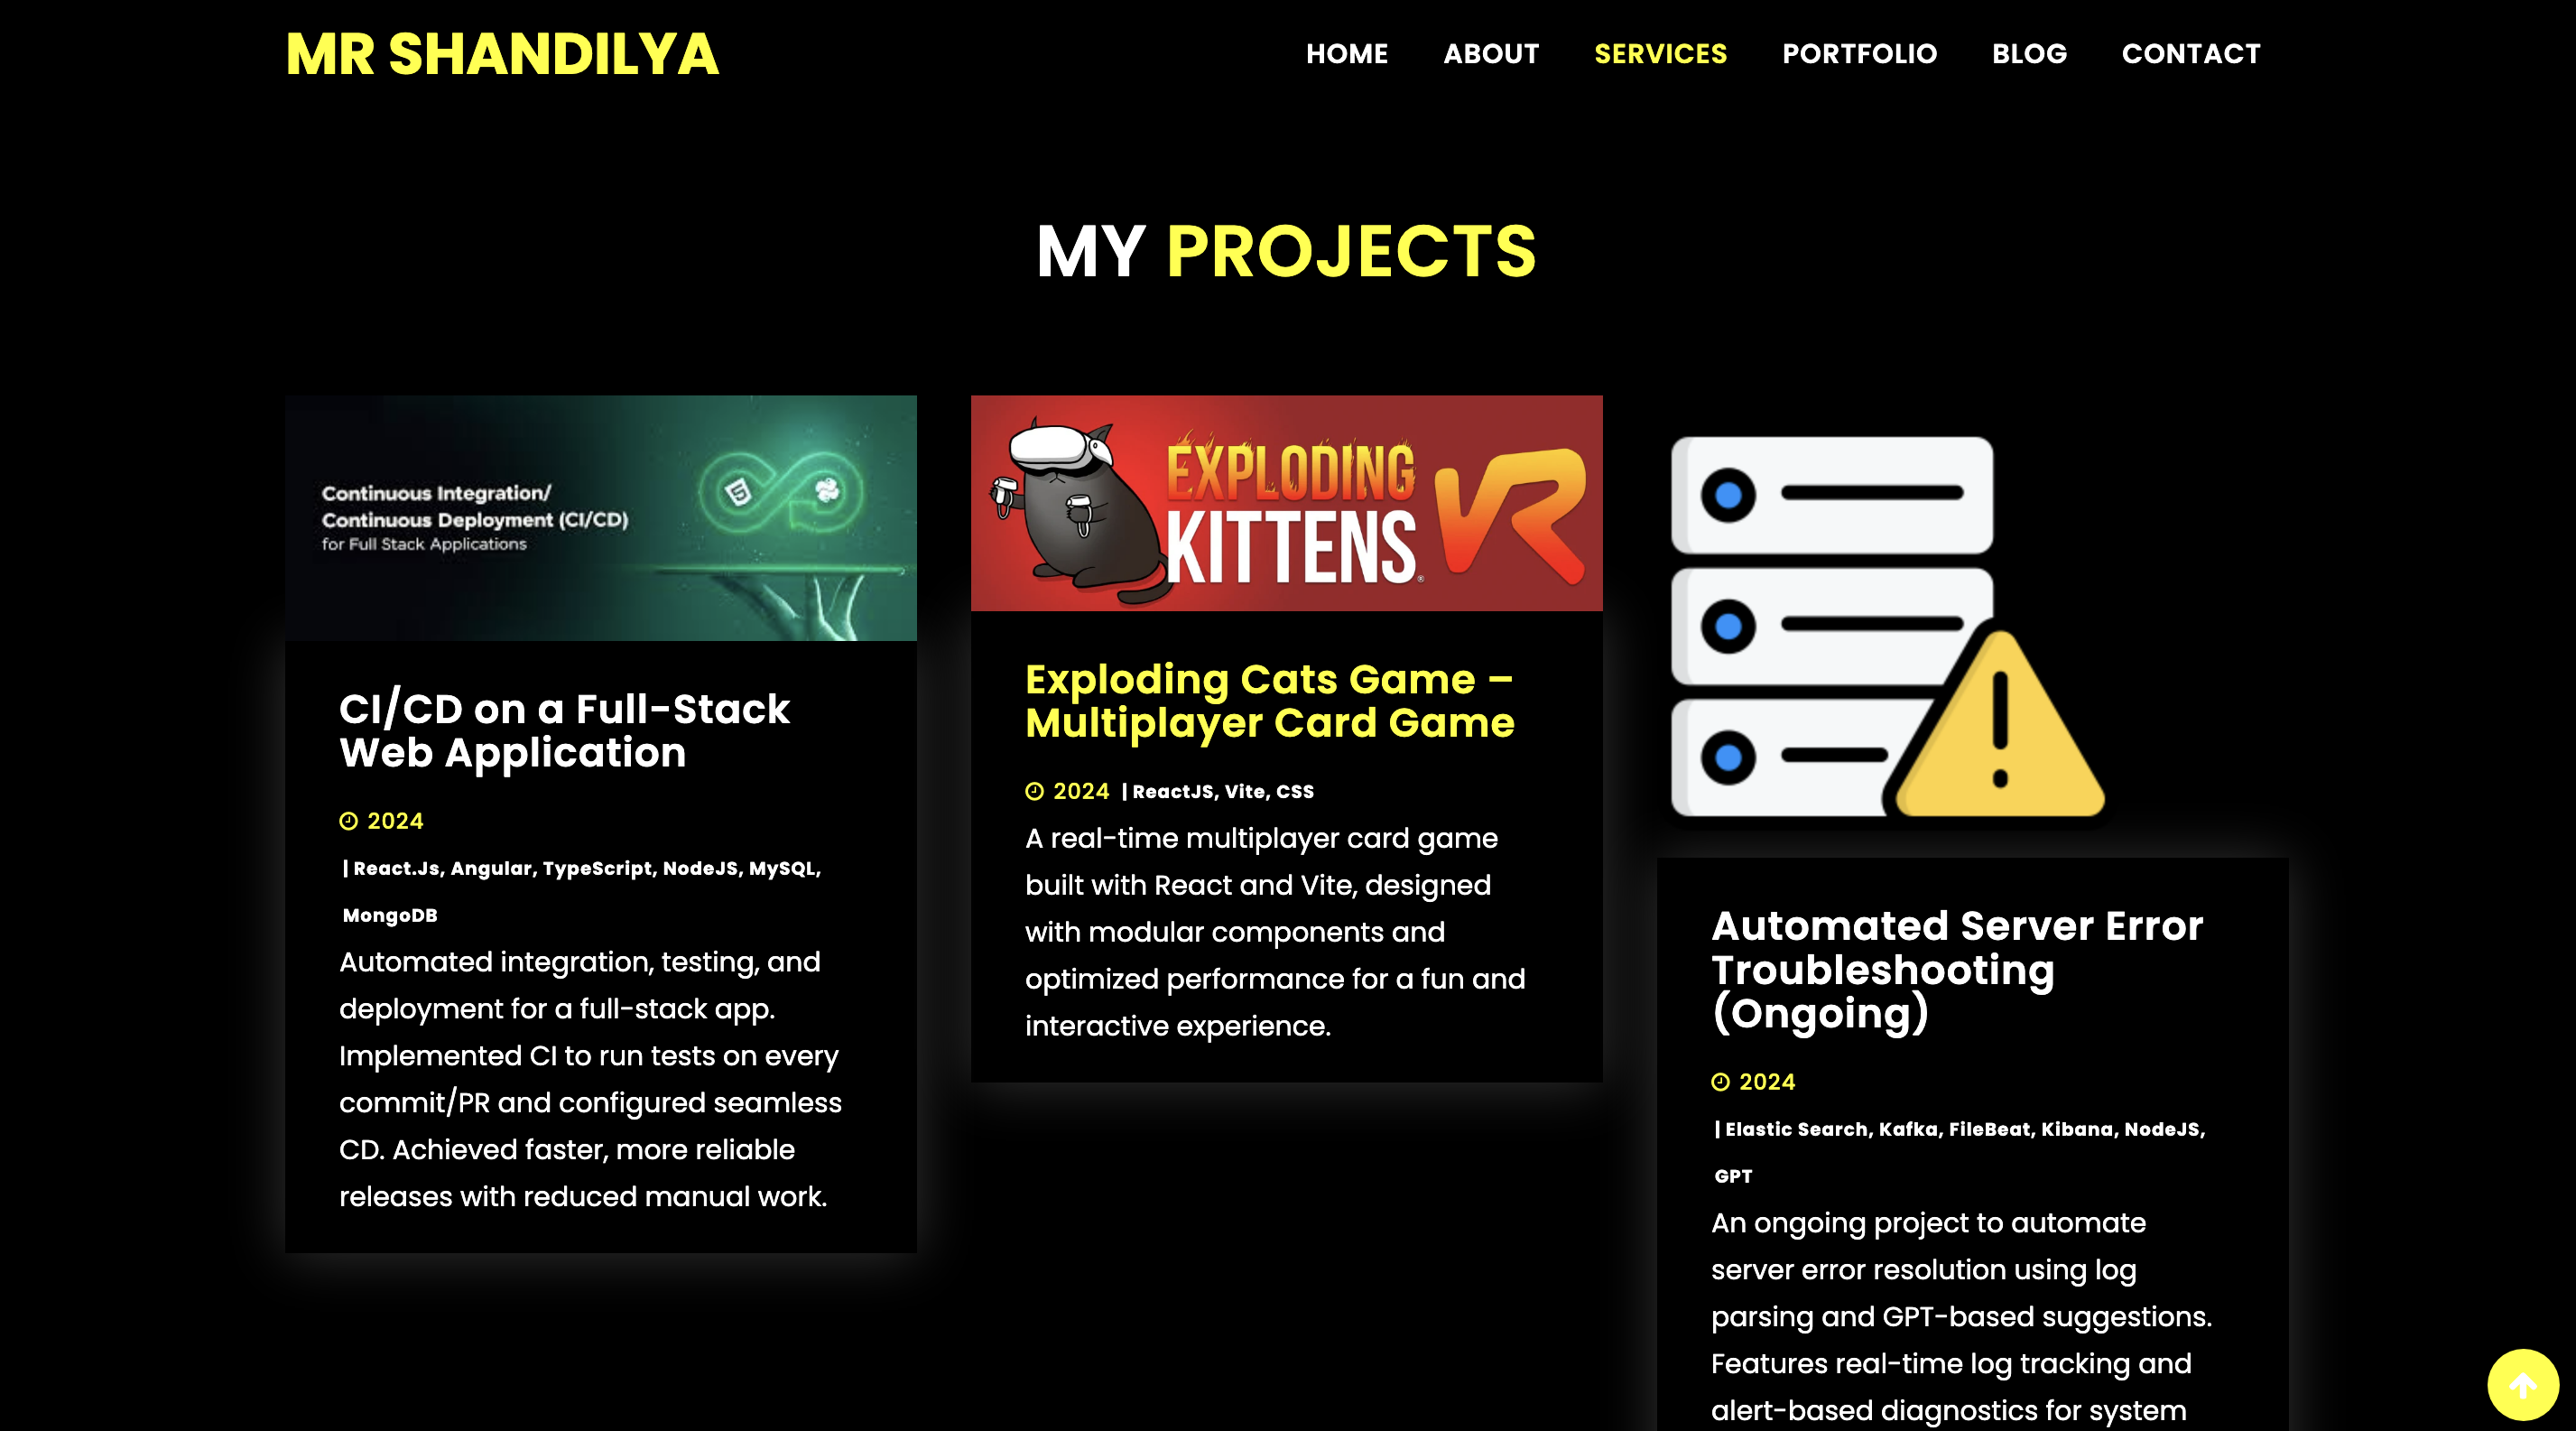 MR SHANDILYA
HOME
ABOUT
SERVICES
PORTFOLIO
BLOG
CONTACT
MY PROJECTS
Continuous Integration/
Continuous Deployment (CI/CD)
for Full Stack Applications
CI/CD on a Full-Stack
Web Application
2024
| React.Js, Angular, TypeScript, NodeJS, MySQL,
MongoDB
Automated integration, testing, and
deployment for a full-stack app.
Implemented CI to run tests on every
commit/PR and configured seamless
CD. Achieved faster, more reliable
releases with reduced manual work.
EXPLODING
KITTENS®
VR
Exploding Cats Game –
Multiplayer Card Game
2024 | ReactJS, Vite, CSS
A real-time multiplayer card game
built with React and Vite, designed
with modular components and
optimized performance for a fun and
interactive experience.
Automated Server Error
Troubleshooting
(Ongoing)
2024
| Elastic Search, Kafka, FileBeat, Kibana, NodeJS,
GPT
An ongoing project to automate
server error resolution using log
parsing and GPT-based suggestions.
Features real-time log tracking and
alert-based diagnostics for system